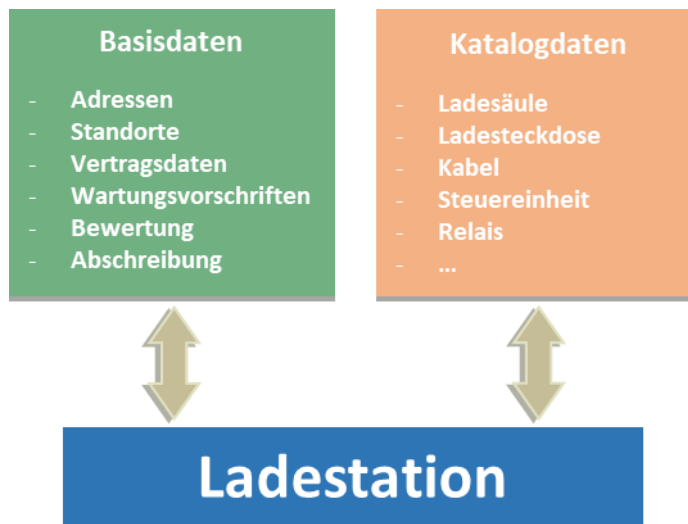 Basisdaten
- Adressen
- Standorte
- Vertragsdaten
- Wartungsvorschriften
- Bewertung
- Abschreibung
Katalogdaten
- Ladesäule
- Ladesteckdose
- Kabel
- Steuereinheit
- Relais
- ...
Ladestation